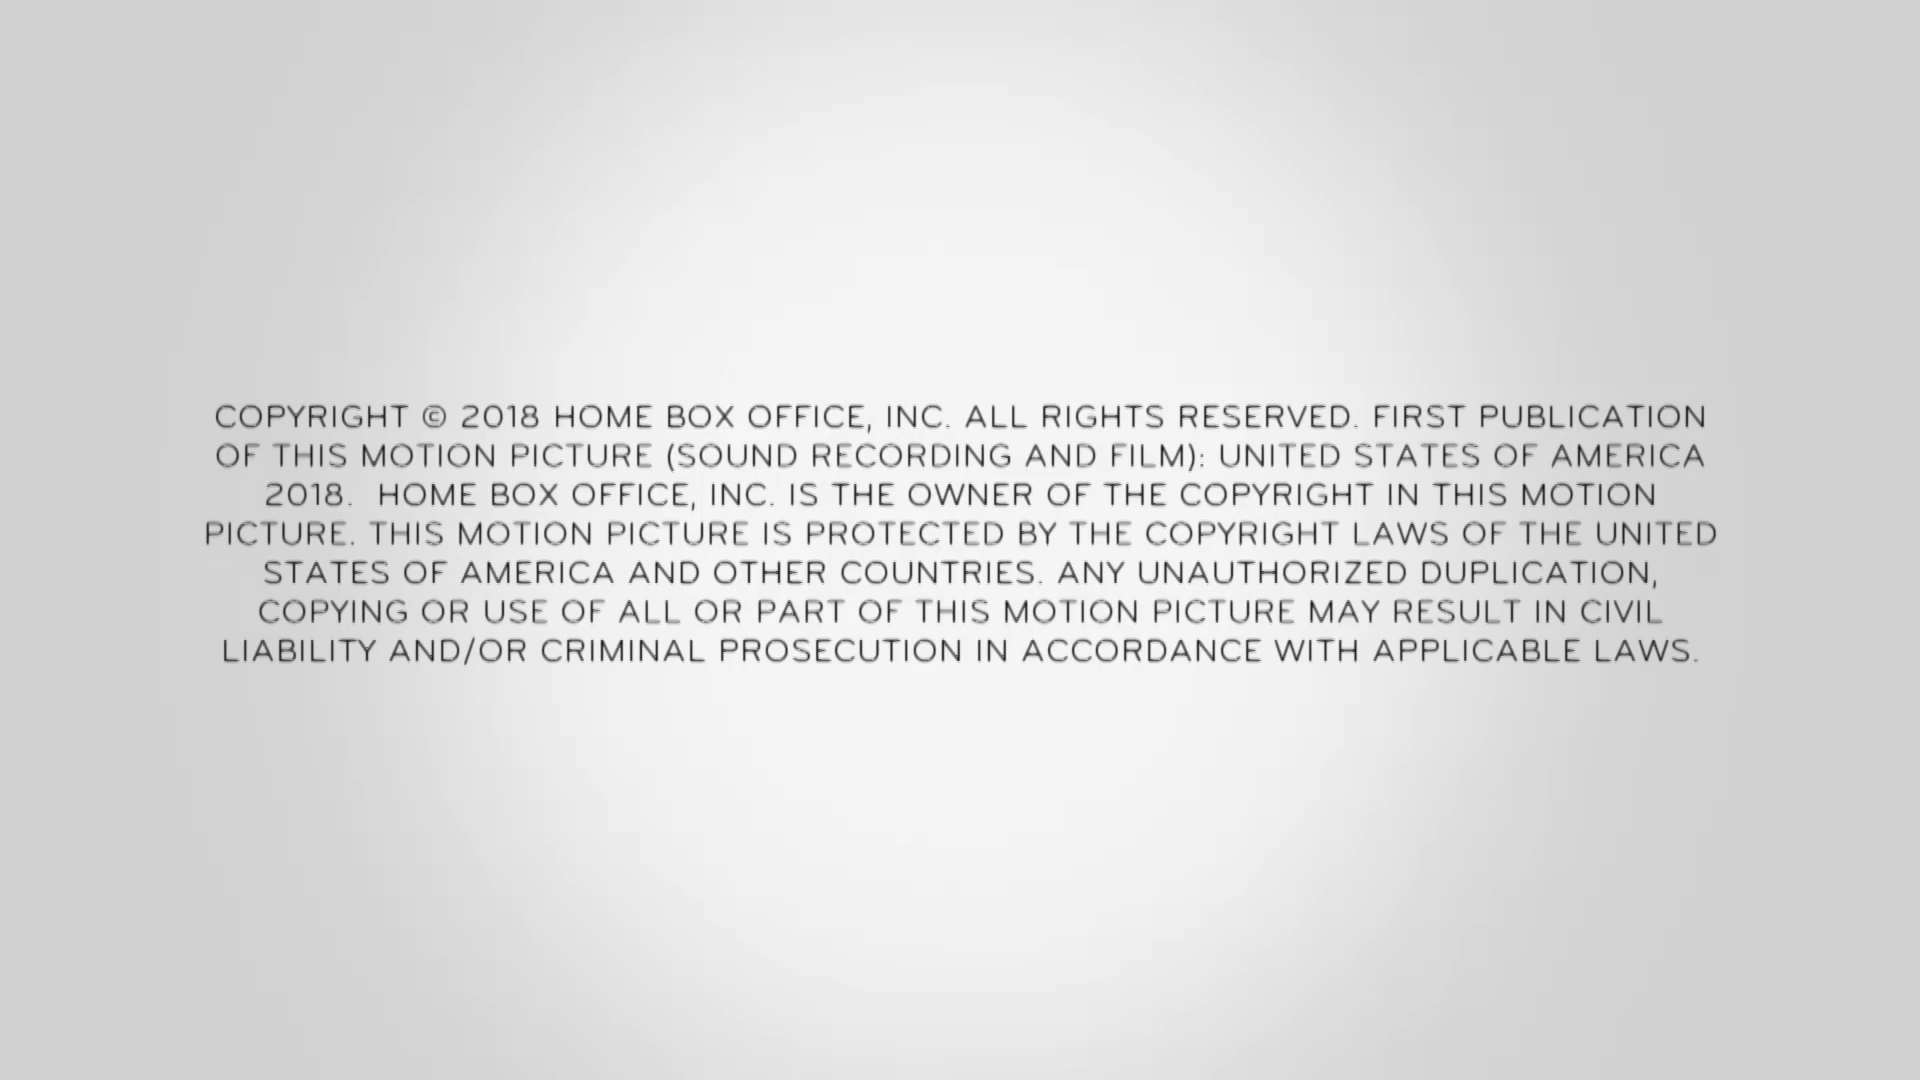 COPYRIGHT © 2018 HOME BOX OFFICE, INC. ALL RIGHTS RESERVED. FIRST PUBLICATION
OF THIS MOTION PICTURE (SOUND RECORDING AND FILM): UNITED STATES OF AMERICA
2018.  HOME BOX OFFICE, INC. IS THE OWNER OF THE COPYRIGHT IN THIS MOTION
PICTURE. THIS MOTION PICTURE IS PROTECTED BY THE COPYRIGHT LAWS OF THE UNITED
STATES OF AMERICA AND OTHER COUNTRIES. ANY UNAUTHORIZED DUPLICATION,
COPYING OR USE OF ALL OR PART OF THIS MOTION PICTURE MAY RESULT IN CIVIL
LIABILITY AND/OR CRIMINAL PROSECUTION IN ACCORDANCE WITH APPLICABLE LAWS.